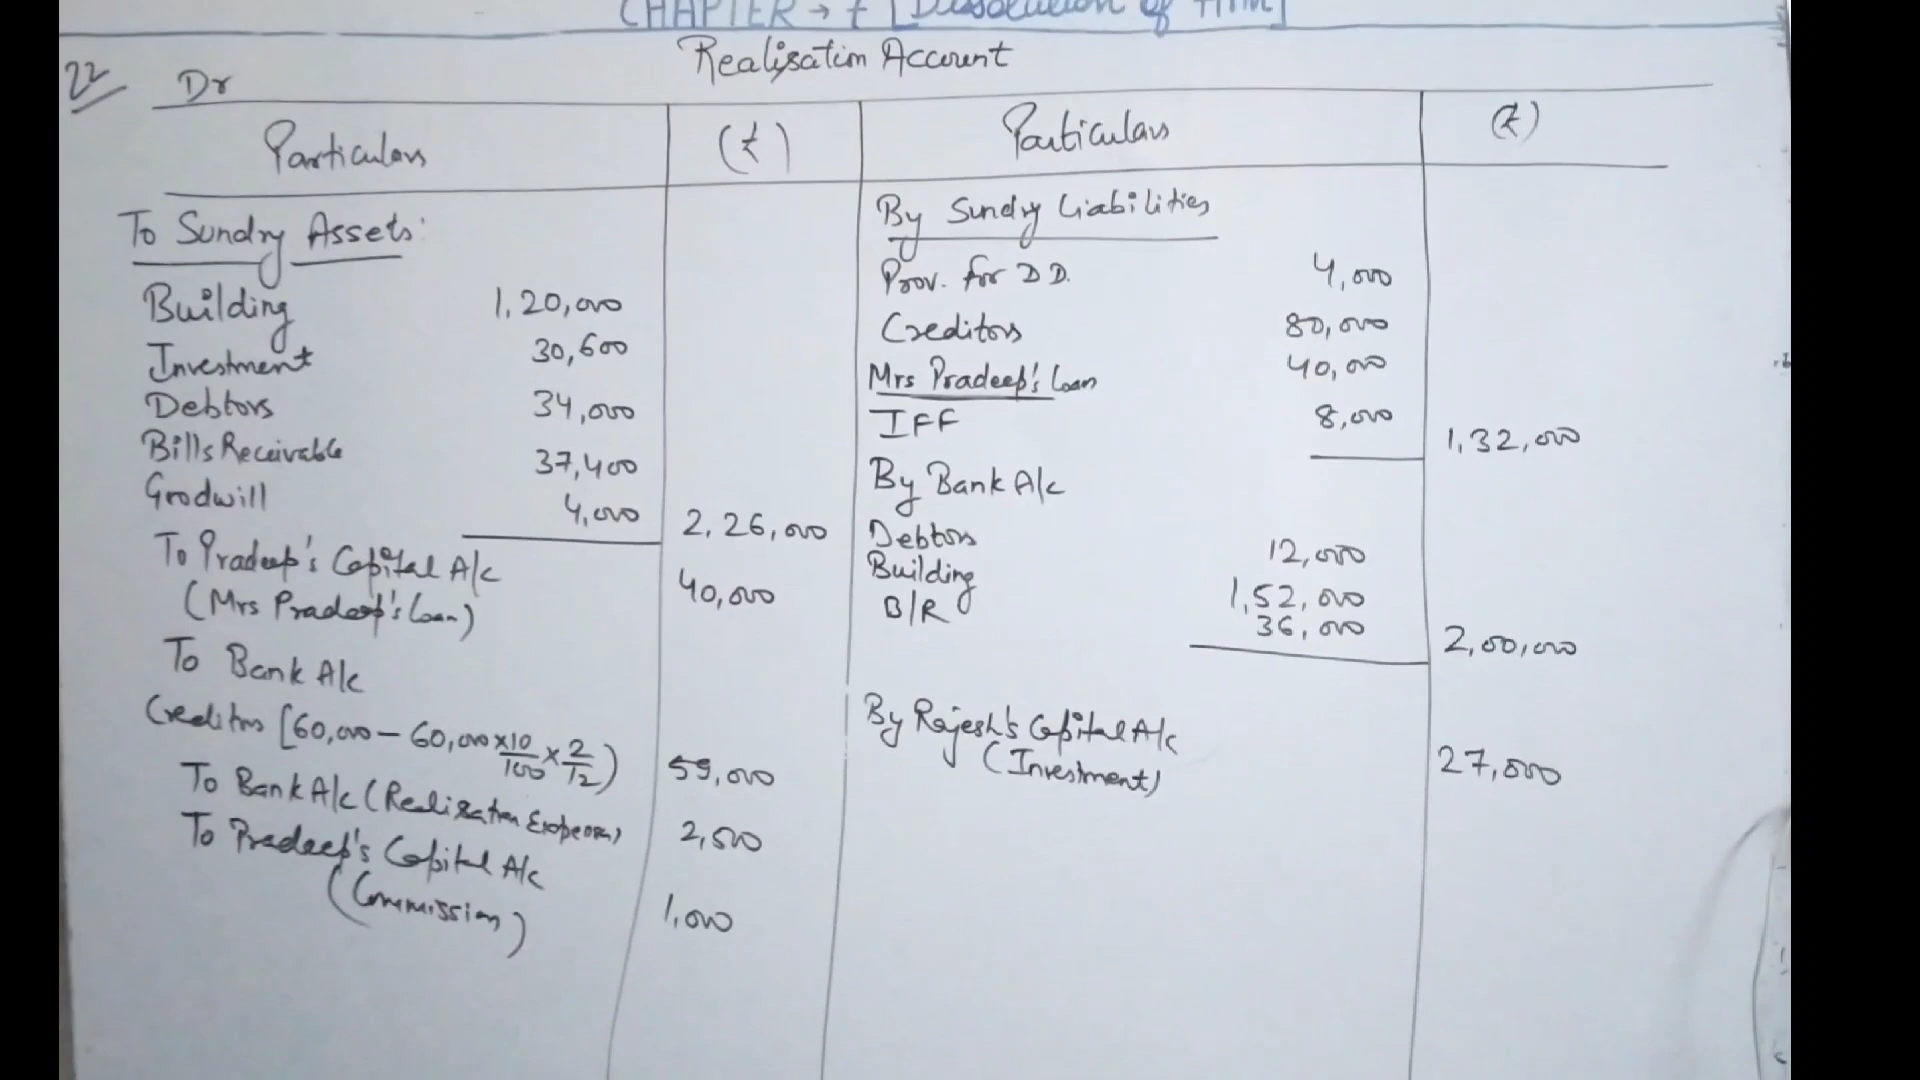 CHAPTER → 7 [Dissolution of Firm]
Realisation Account
22
Dr
Particulars (₹) Particulars (₹)
To Sundry Assets:
Building 1,20,000
Investment 30,600
Debtors 34,000
Bills Receivable 37,400
Goodwill 4,000 2,26,000
To Pradeep's Capital A/c
(Mrs Pradeep's Loan) 40,000
To Bank A/c
Creditors [60,000 – 60,000 × 10/100 × 2/12) 59,000
To Bank A/c (Realisation Expenses) 2,500
To Pradeep's Capital A/c
(Commission) 1,000
By Sundry Liabilities
Prov. for D D. 4,000
Creditors 80,000
Mrs Pradeep's Loan 40,000
IFF 8,000 1,32,000
By Bank A/c
Debtors 12,000
Building 1,52,000
B/R 36,000 2,00,000
By Rajesh's Capital A/c
(Investment) 27,000